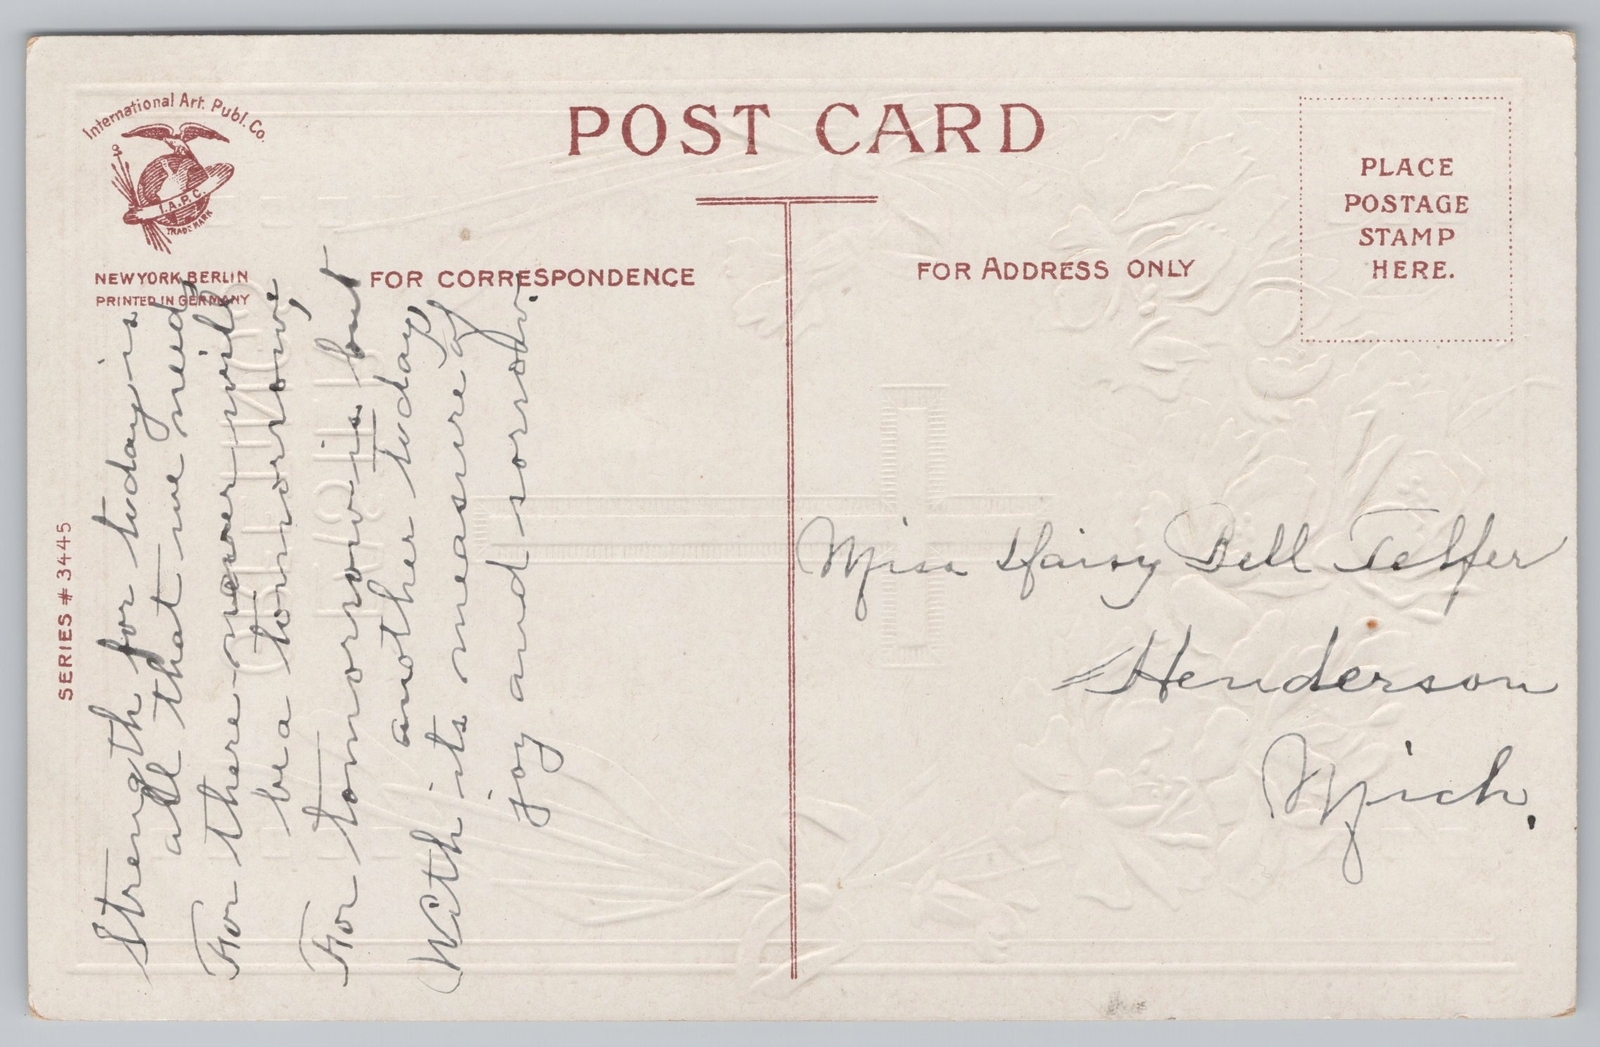 International Art. Publ. Co.
I.A.P.C.
TRADE MARK
NEW YORK BERLIN
PRINTED IN GERMANY
SERIES # 3445
POST CARD
FOR CORRESPONDENCE
FOR ADDRESS ONLY
PLACE
POSTAGE
STAMP
HERE.
Strength for today is
all that we need
For there never will
be a tomorrow,
For tomorrow is but
another today
With its measure of
joy and sorrow.
Miss Daisy Bell Telfer
Henderson
Mich.